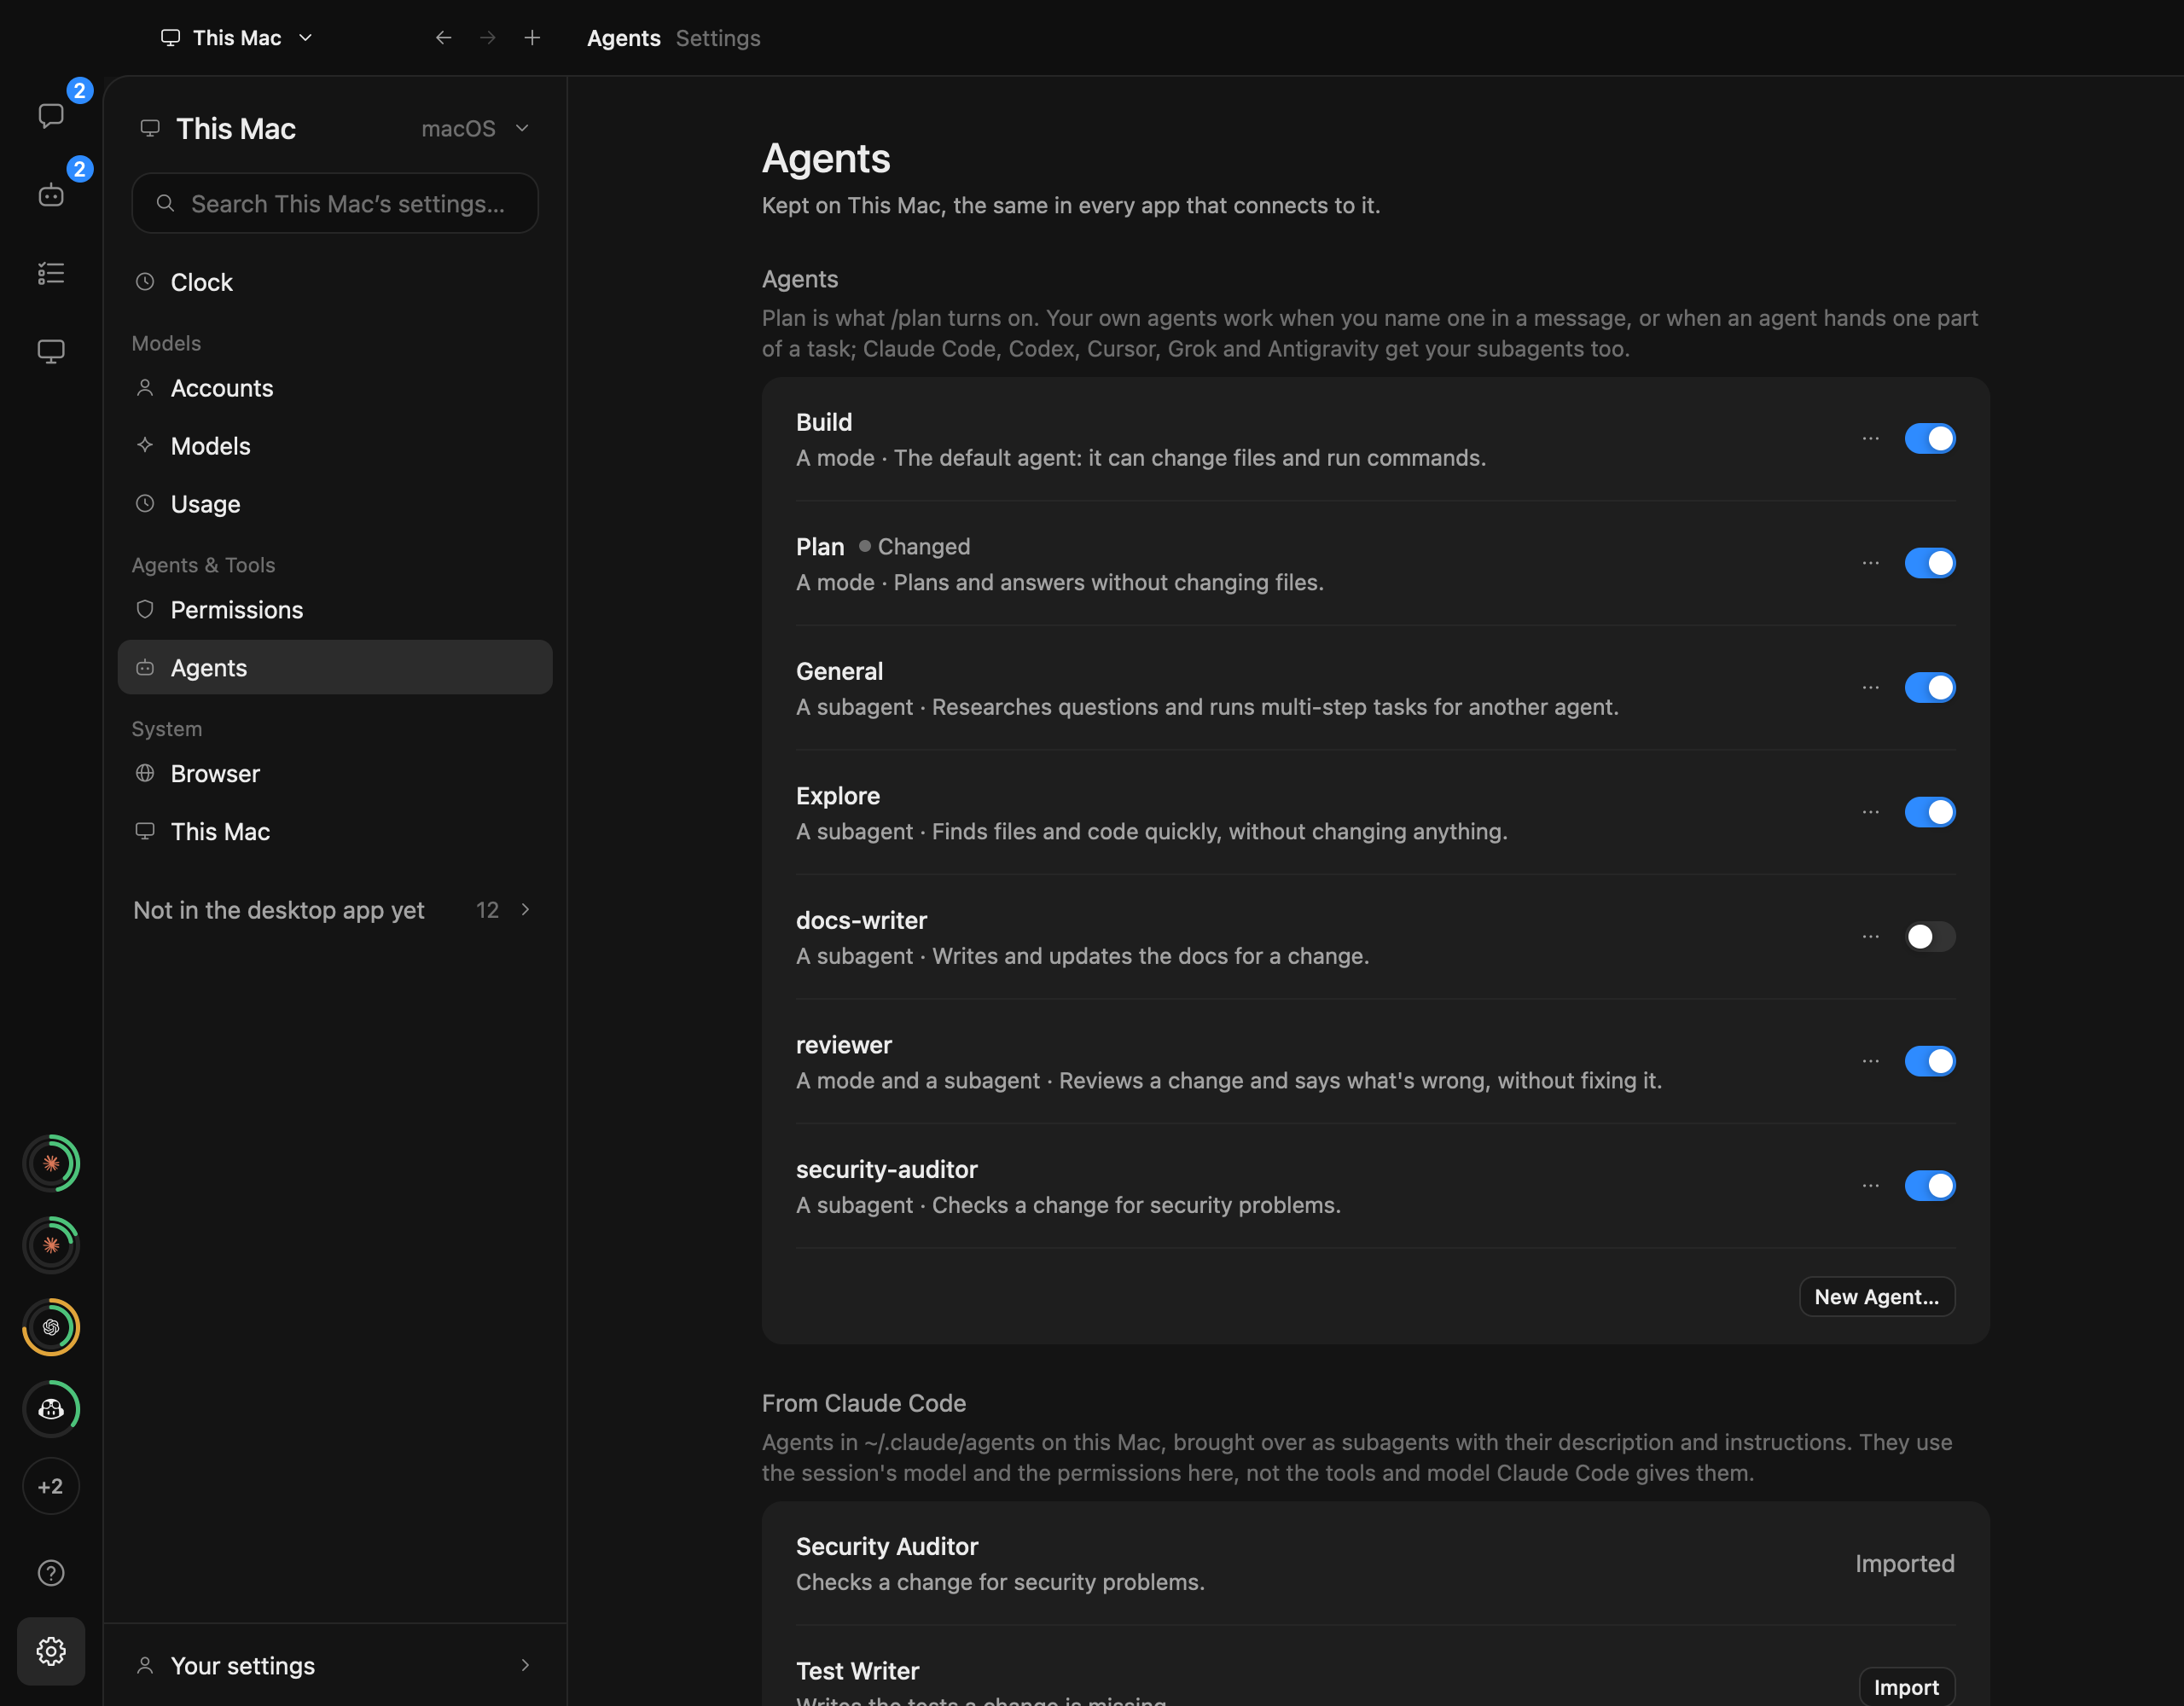 This Mac
Agents Settings
2
2
This Mac macOS
Search This Mac’s settings...
Clock
Models
Accounts
Models
Usage
Agents & Tools
Permissions
Agents
System
Browser
This Mac
Not in the desktop app yet 12
+2
Your settings
Agents
Kept on This Mac, the same in every app that connects to it.
Agents
Plan is what /plan turns on. Your own agents work when you name one in a message, or when an agent hands one part
of a task; Claude Code, Codex, Cursor, Grok and Antigravity get your subagents too.
Build
A mode · The default agent: it can change files and run commands.
Plan Changed
A mode · Plans and answers without changing files.
General
A subagent · Researches questions and runs multi-step tasks for another agent.
Explore
A subagent · Finds files and code quickly, without changing anything.
docs-writer
A subagent · Writes and updates the docs for a change.
reviewer
A mode and a subagent · Reviews a change and says what's wrong, without fixing it.
security-auditor
A subagent · Checks a change for security problems.
New Agent...
From Claude Code
Agents in ~/.claude/agents on this Mac, brought over as subagents with their description and instructions. They use
the session's model and the permissions here, not the tools and model Claude Code gives them.
Security Auditor
Checks a change for security problems.
Imported
Test Writer
Writes the tests a change is missing.
Import